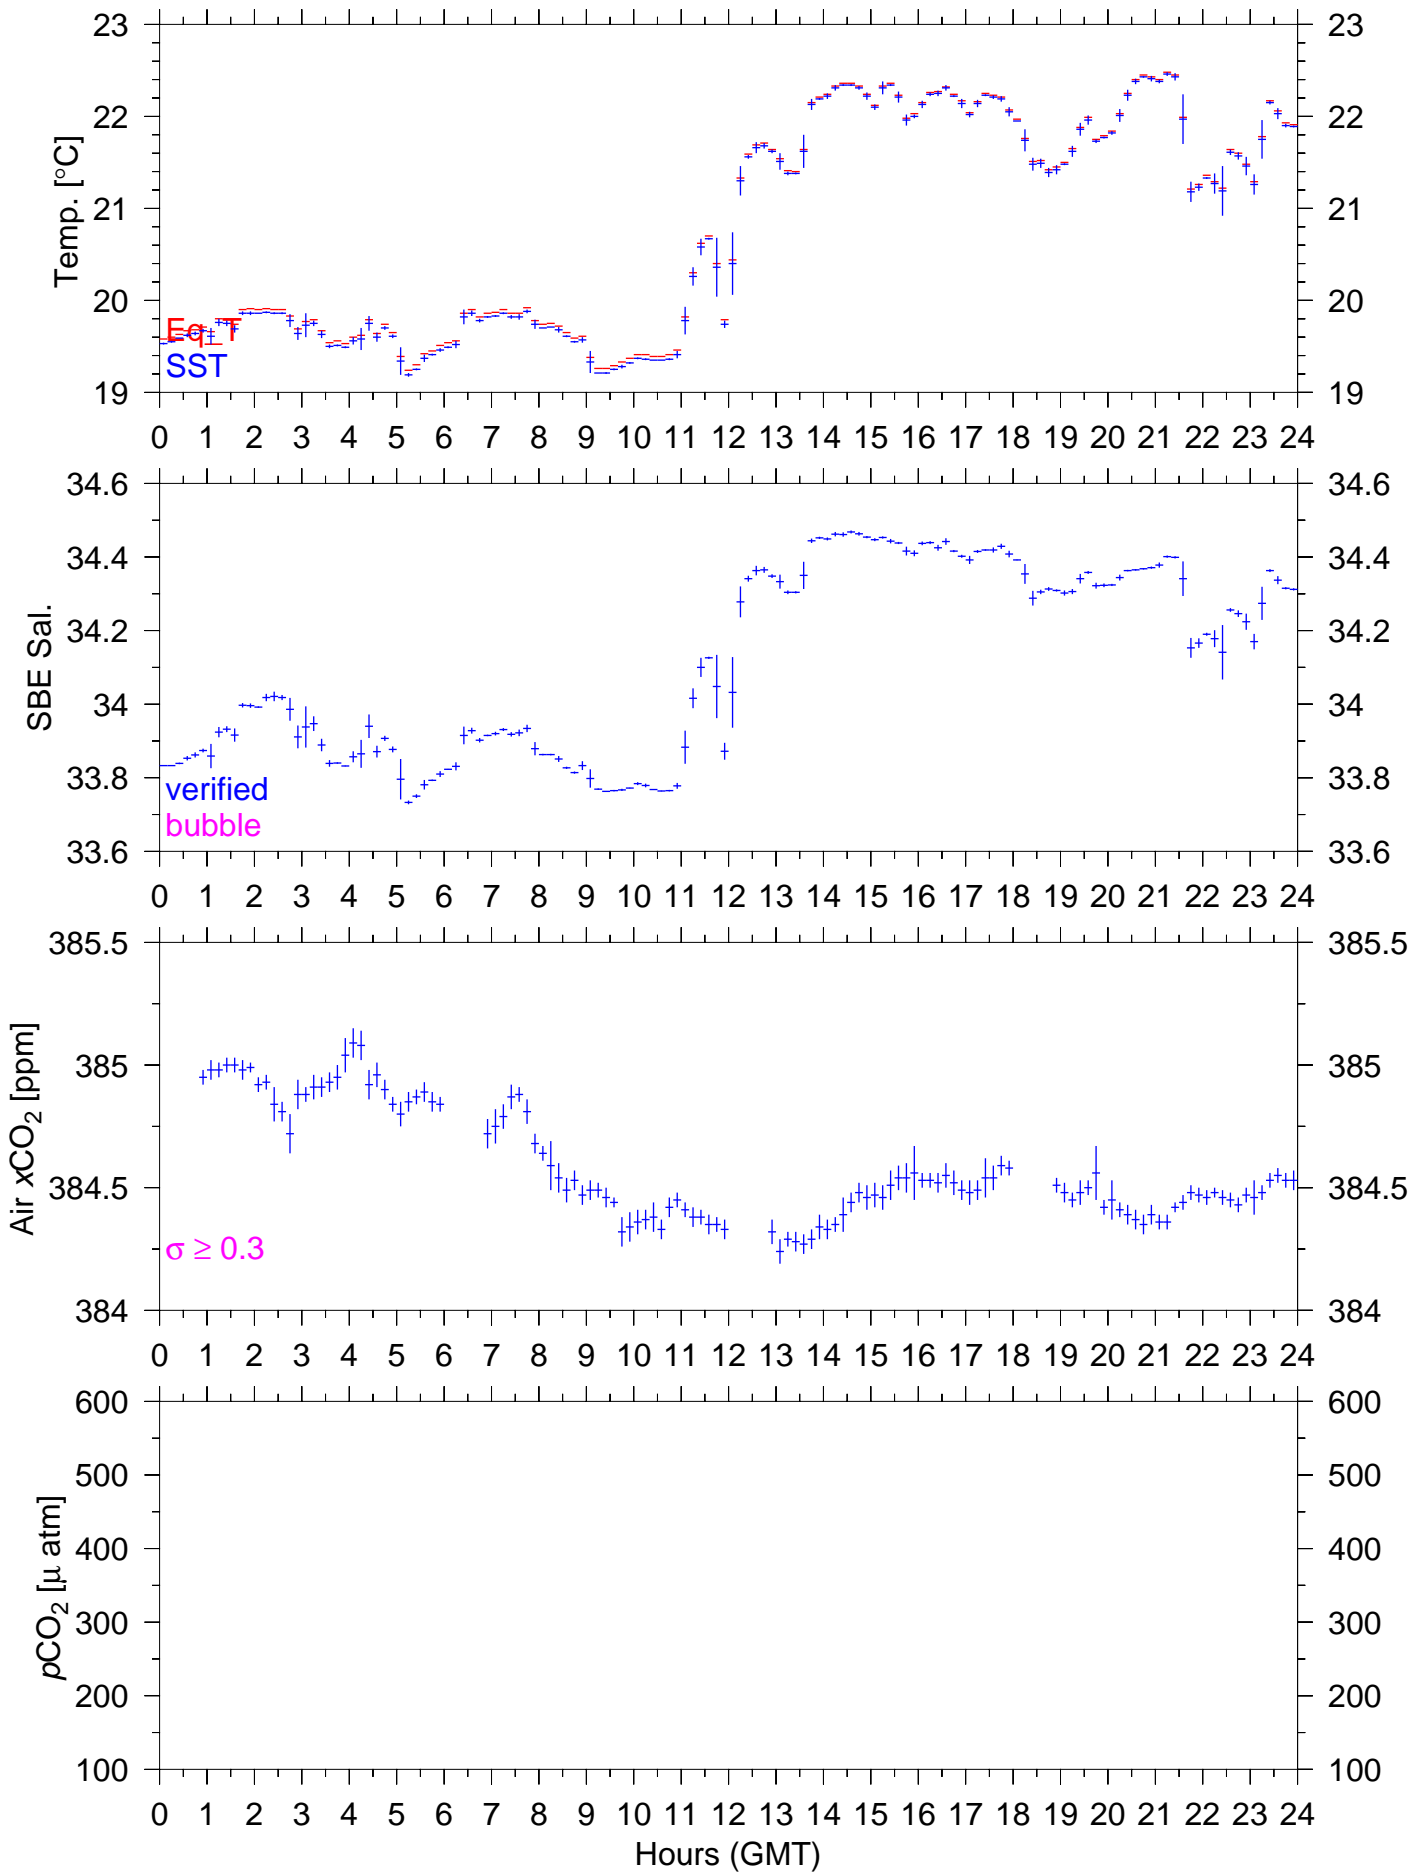 23 23
22 22
Temp. [°C]
21 21
20 20
Eq_T
SST
19 19
0 1 2 3 4 5 6 7 8 9 10 11 12 13 14 15 16 17 18 19 20 21 22 23 24
34.6 34.6
34.4 34.4
34.2 34.2
SBE Sal.
34 34
33.8 33.8
verified
bubble
33.6 33.6
0 1 2 3 4 5 6 7 8 9 10 11 12 13 14 15 16 17 18 19 20 21 22 23 24
385.5 385.5
385 385
Air xCO₂ [ppm]
384.5 384.5
σ ≥ 0.3
384 384
0 1 2 3 4 5 6 7 8 9 10 11 12 13 14 15 16 17 18 19 20 21 22 23 24
600 600
500 500
400 400
pCO₂ [μ atm]
300 300
200 200
100 100
0 1 2 3 4 5 6 7 8 9 10 11 12 13 14 15 16 17 18 19 20 21 22 23 24
Hours (GMT)